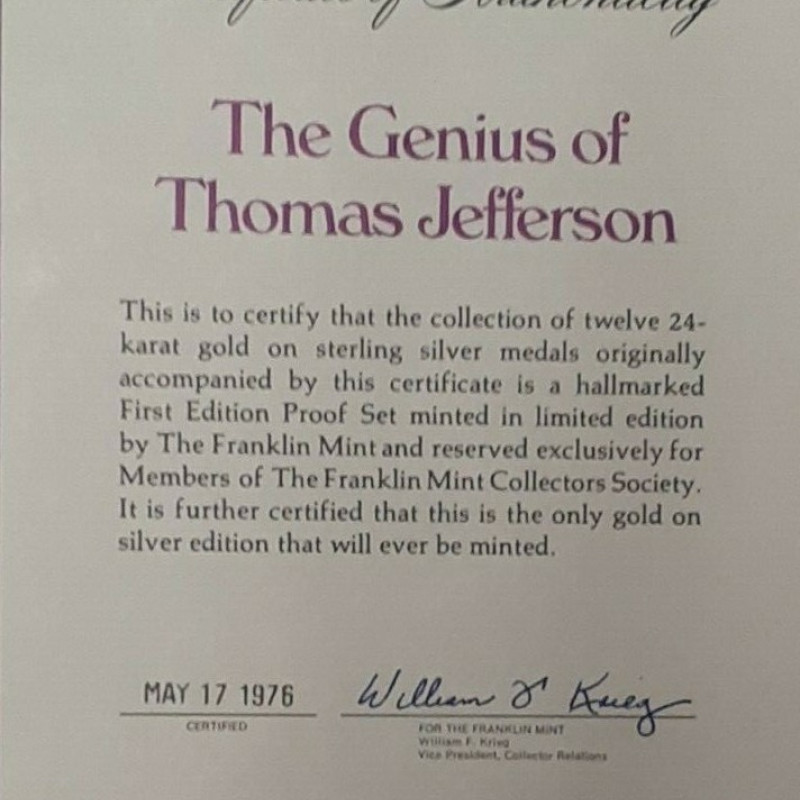 of Authenticity
The Genius of
Thomas Jefferson
This is to certify that the collection of twelve 24-
karat gold on sterling silver medals originally
accompanied by this certificate is a hallmarked
First Edition Proof Set minted in limited edition
by The Franklin Mint and reserved exclusively for
Members of The Franklin Mint Collectors Society.
It is further certified that this is the only gold on
silver edition that will ever be minted.
MAY 17 1976
CERTIFIED
William F. Krieg
FOR THE FRANKLIN MINT
William F. Krieg
Vice President, Collector Relations